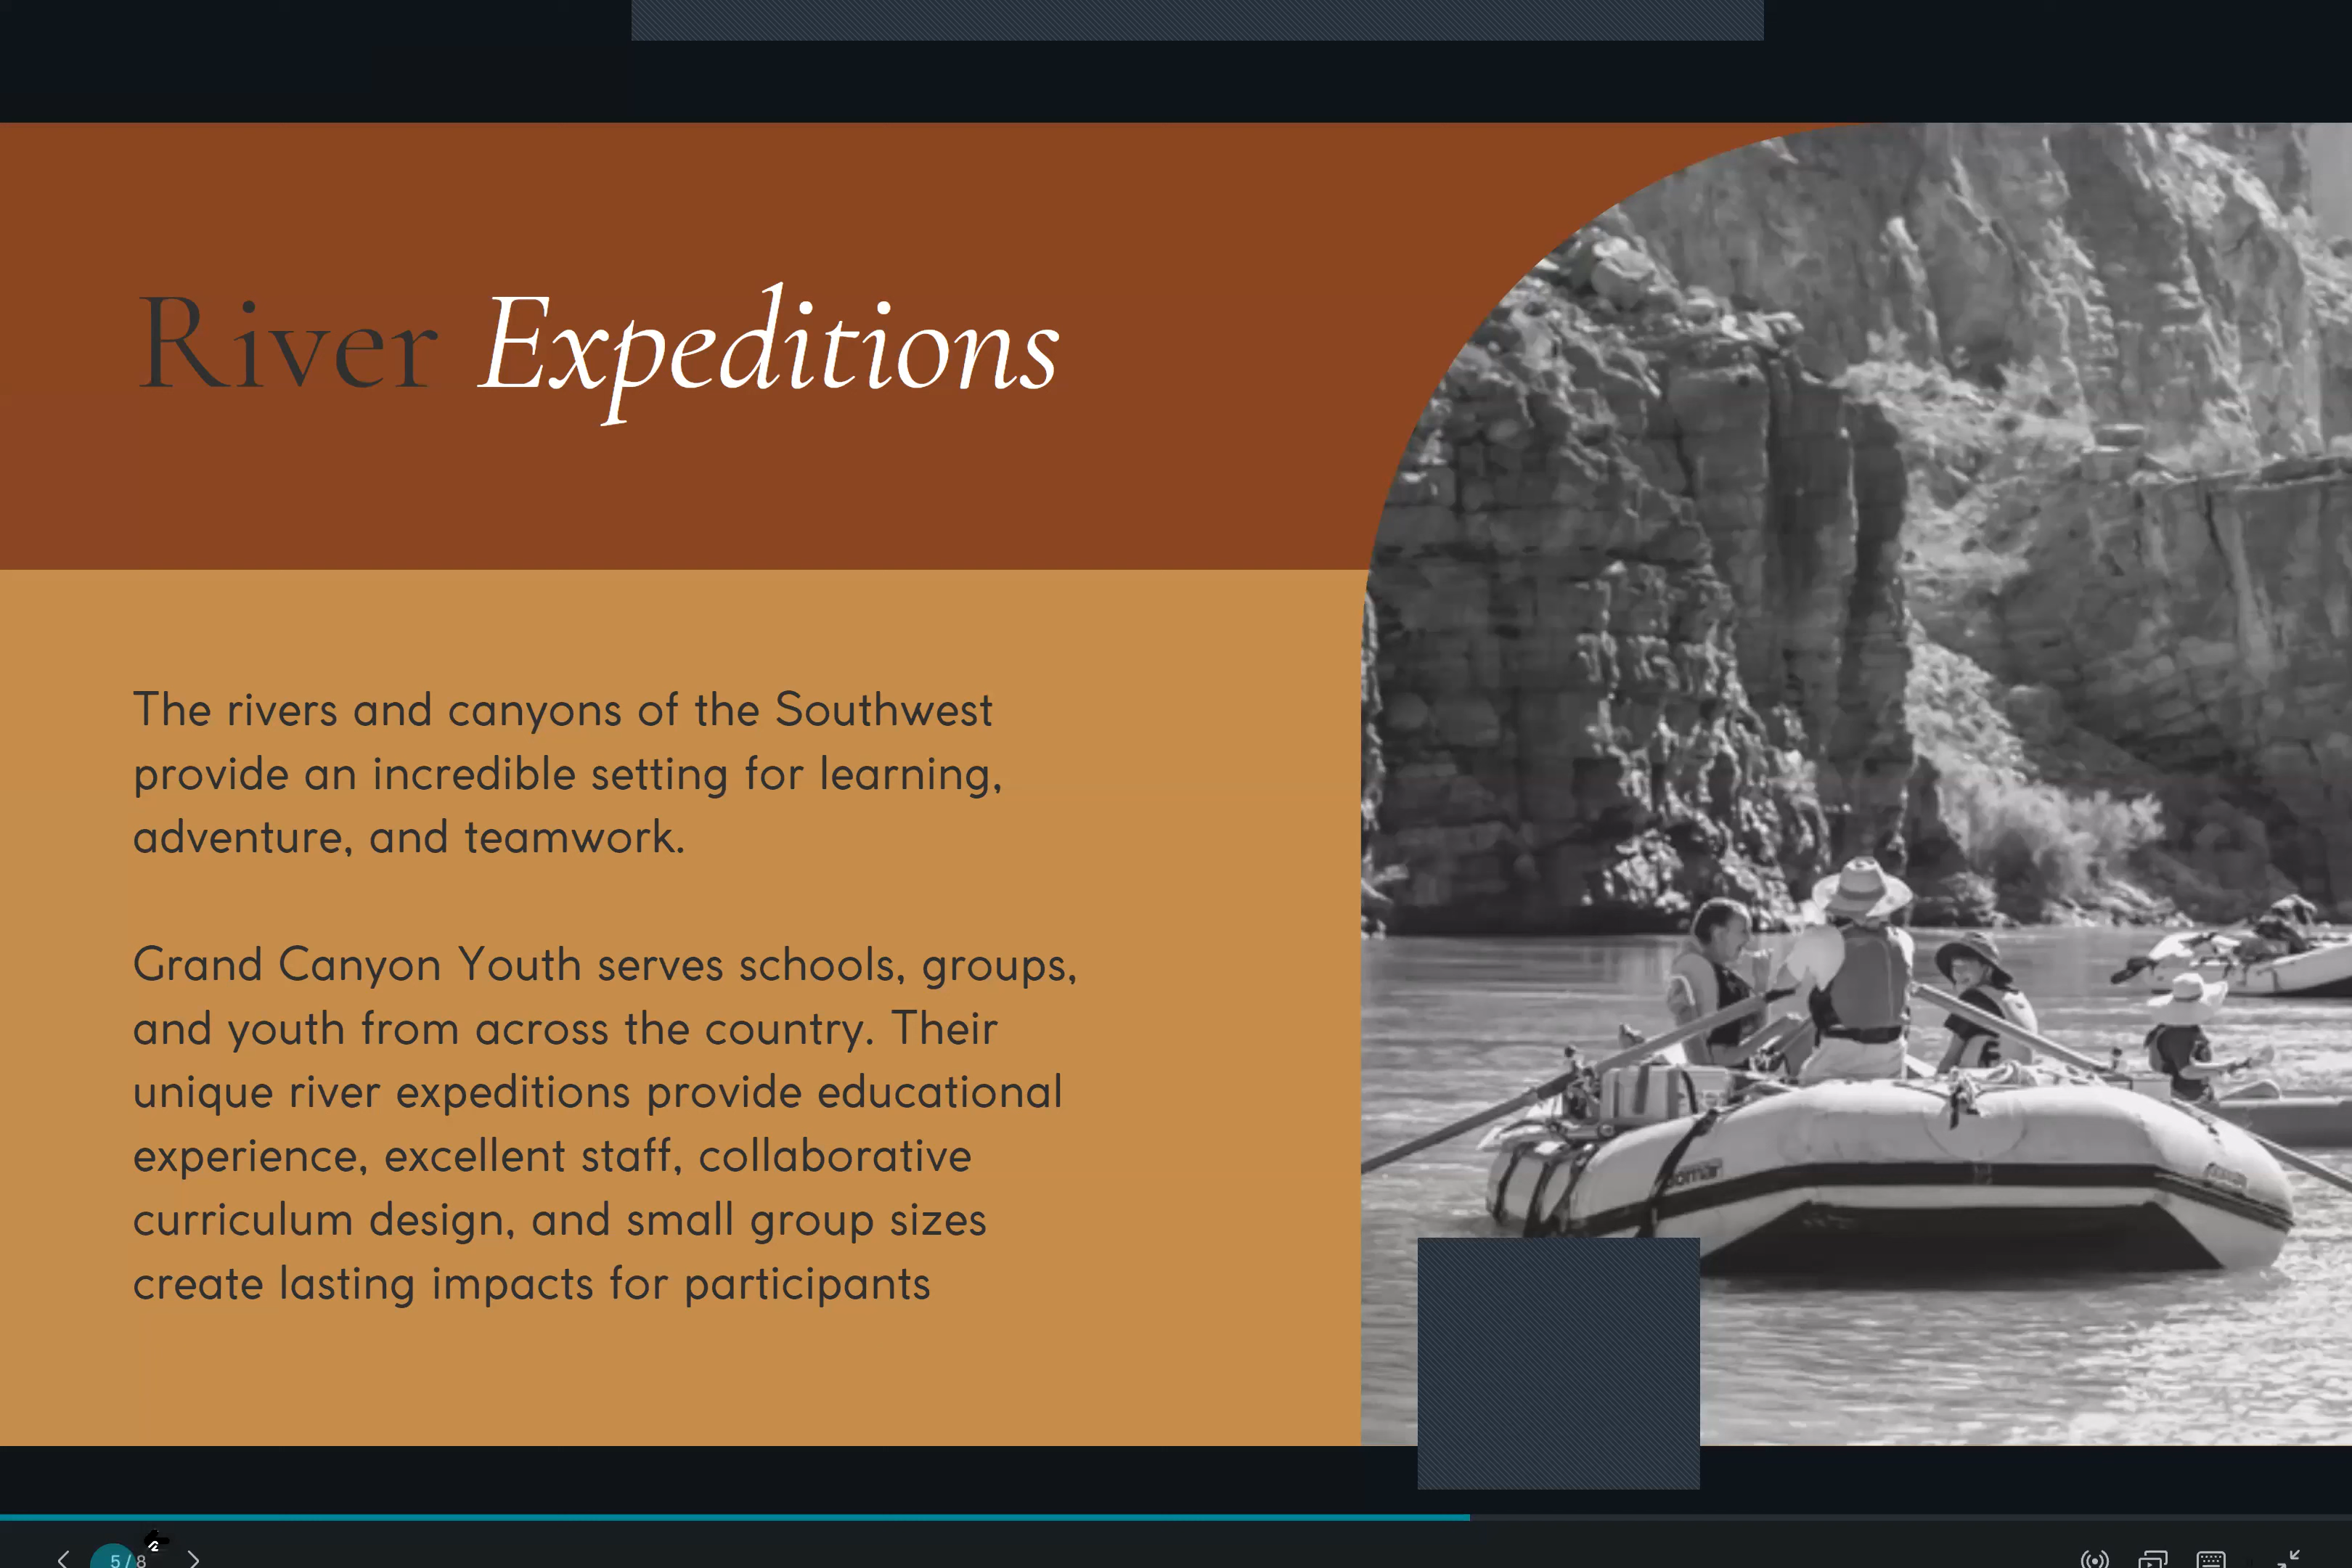 River Expeditions
The rivers and canyons of the Southwest
provide an incredible setting for learning,
adventure, and teamwork.
Grand Canyon Youth serves schools, groups,
and youth from across the country. Their
unique river expeditions provide educational
experience, excellent staff, collaborative
curriculum design, and small group sizes
create lasting impacts for participants
5 / 8